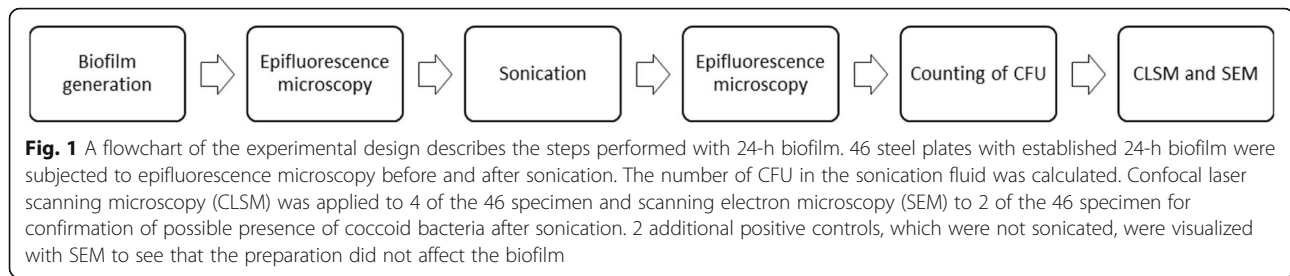 Biofilm
generation
Epifluorescence
microscopy
Sonication
Epifluorescence
microscopy
Counting of CFU
CLSM and SEM
Fig. 1 A flowchart of the experimental design describes the steps performed with 24-h biofilm. 46 steel plates with established 24-h biofilm were
subjected to epifluorescence microscopy before and after sonication. The number of CFU in the sonication fluid was calculated. Confocal laser
scanning microscopy (CLSM) was applied to 4 of the 46 specimen and scanning electron microscopy (SEM) to 2 of the 46 specimen for
confirmation of possible presence of coccoid bacteria after sonication. 2 additional positive controls, which were not sonicated, were visualized
with SEM to see that the preparation did not affect the biofilm